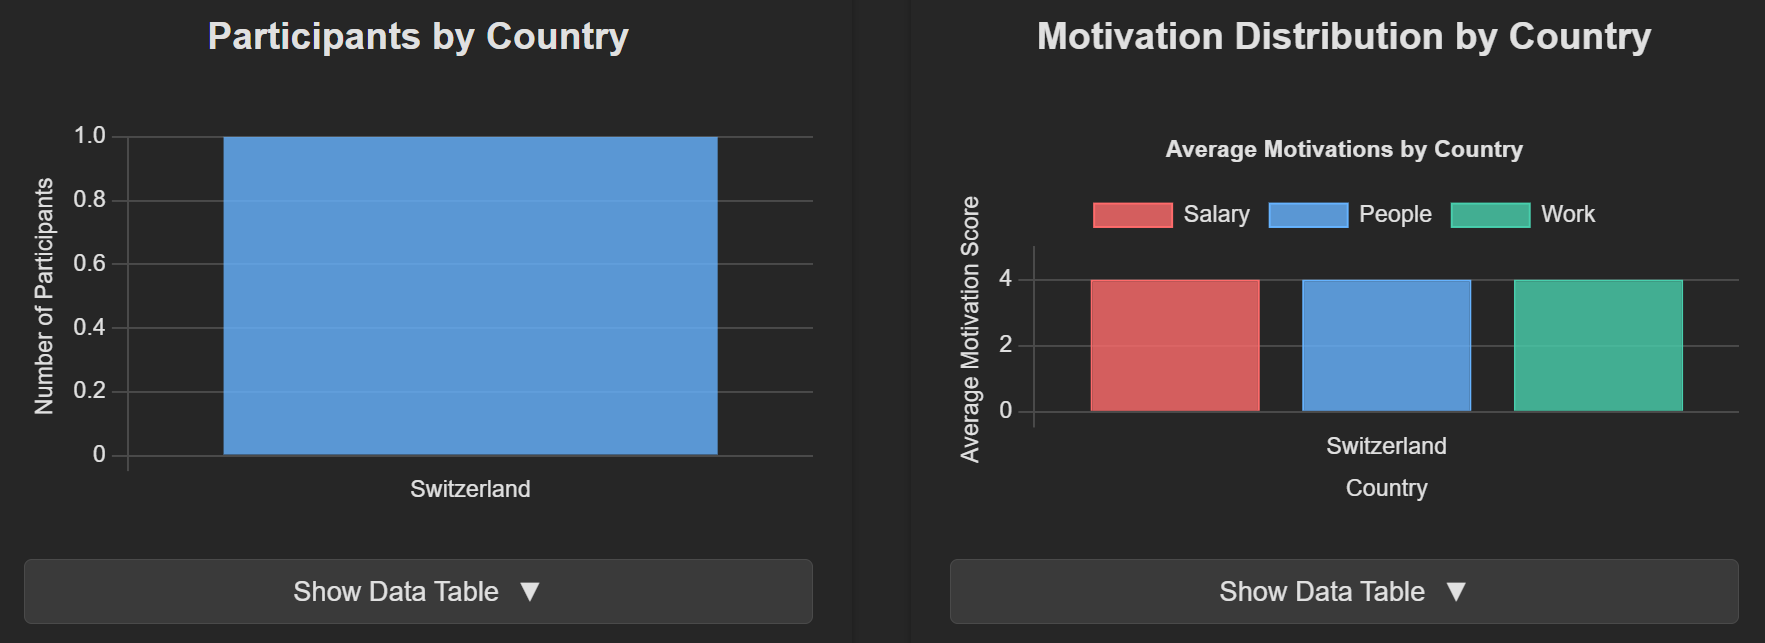 Participants by Country
Number of Participants
1.0
0.8
0.6
0.4
0.2
0
Switzerland
Show Data Table ▼
Motivation Distribution by Country
Average Motivations by Country
Salary People Work
Average Motivation Score
4
2
0
Switzerland
Country
Show Data Table ▼